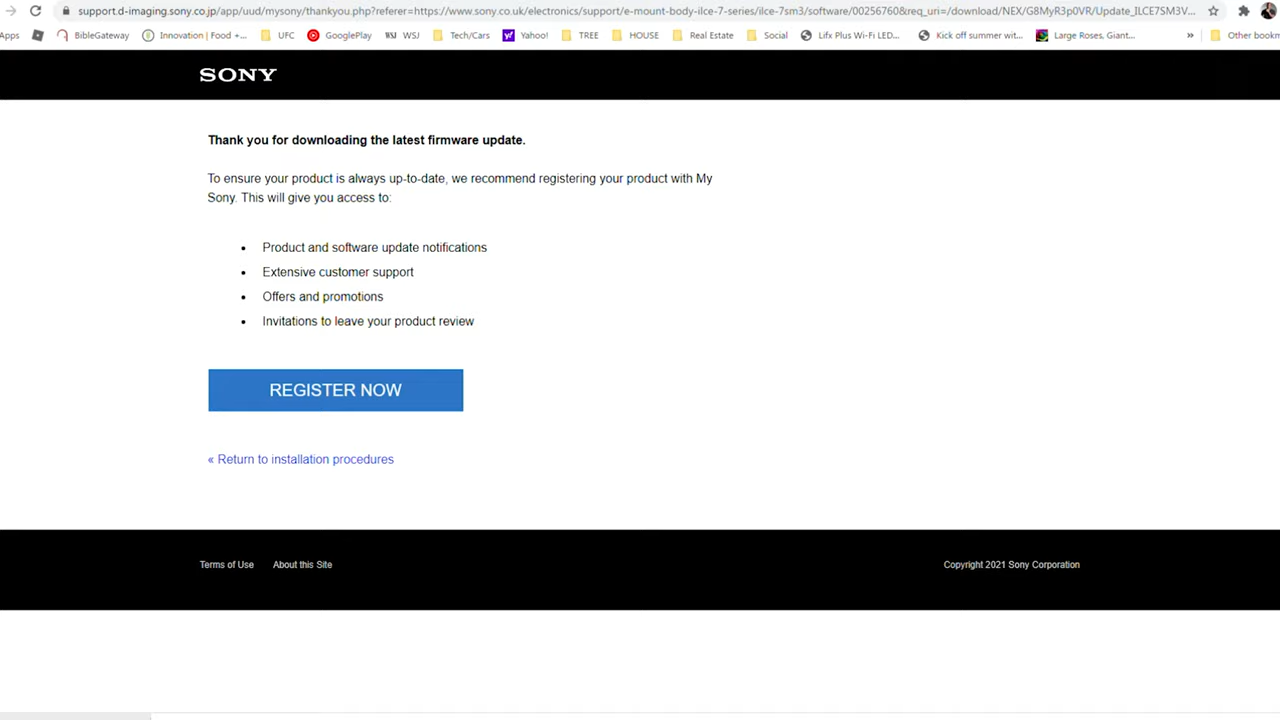 support.d-imaging.sony.co.jp/app/uud/mysony/thankyou.php?referer=https://www.sony.co.uk/electronics/support/e-mount-body-ilce-7-series/ilce-7sm3/software/00256760&req_uri=/download/NEX/G8MyR3p0VR/Update_ILCE7SM3V...
Apps BibleGateway Innovation | Food +... UFC GooglePlay WSJ WSJ Tech/Cars Yahoo! TREE HOUSE Real Estate Social Lifx Plus Wi-Fi LED... Kick off summer wit... Large Roses, Giant... » Other bookm
SONY
Thank you for downloading the latest firmware update.
To ensure your product is always up-to-date, we recommend registering your product with My
Sony. This will give you access to:
• Product and software update notifications
• Extensive customer support
• Offers and promotions
• Invitations to leave your product review
REGISTER NOW
« Return to installation procedures
Terms of Use About this Site Copyright 2021 Sony Corporation